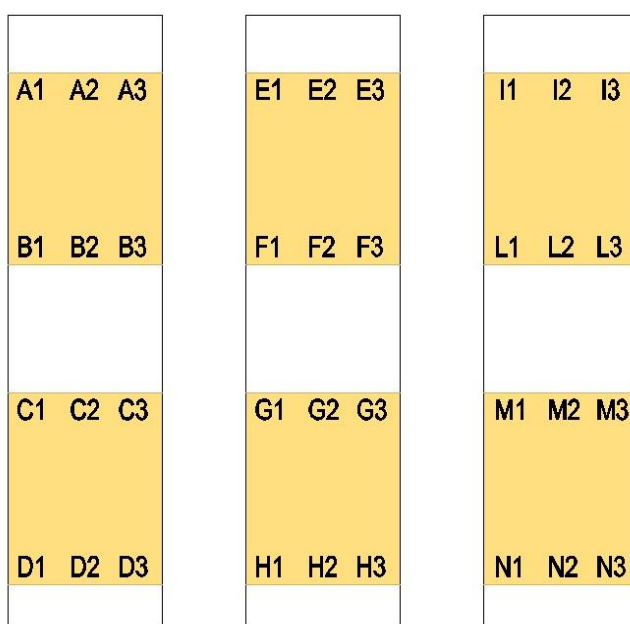 A1 A2 A3 E1 E2 E3 I1 I2 I3
B1 B2 B3 F1 F2 F3 L1 L2 L3
C1 C2 C3 G1 G2 G3 M1 M2 M3
D1 D2 D3 H1 H2 H3 N1 N2 N3